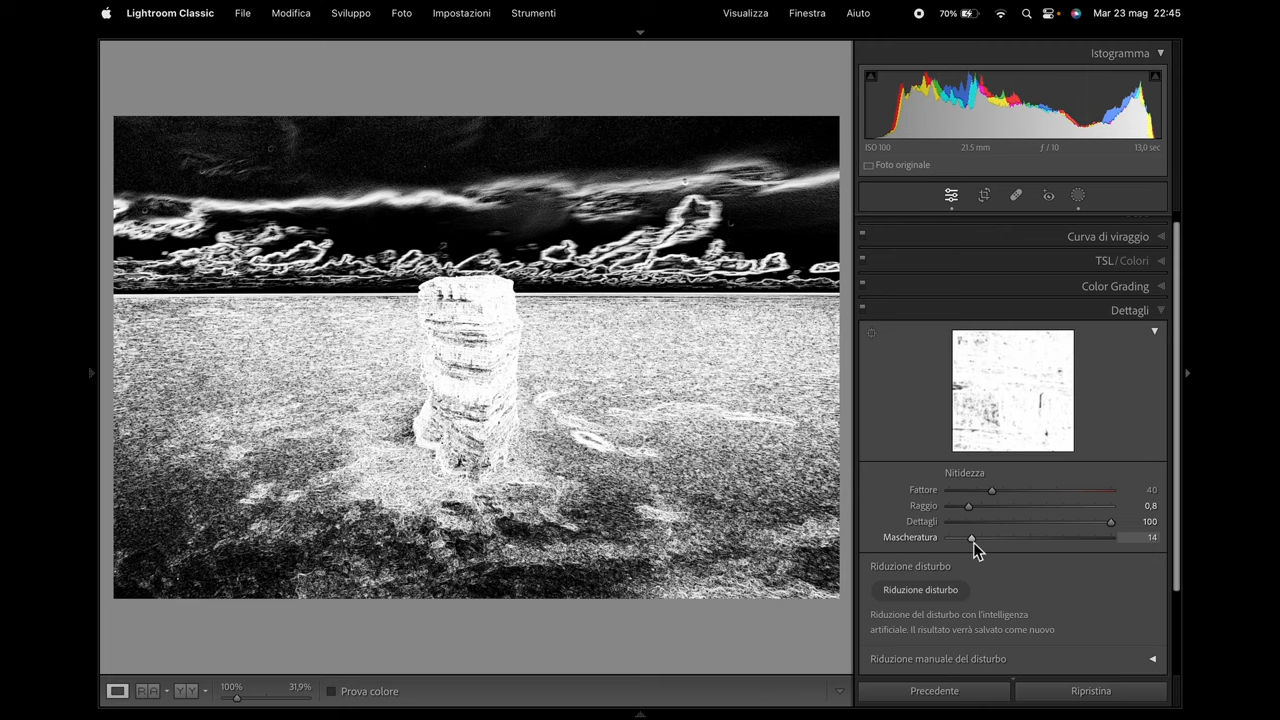 Lightroom Classic File Modifica Sviluppo Foto Impostazioni Strumenti Visualizza Finestra Aiuto 70% Mar 23 mag 22:45
Istogramma
ISO 100 21.5 mm ƒ / 10 13,0 sec
Foto originale
Curva di viraggio
TSL / Colori
Color Grading
Dettagli
Nitidezza
Fattore 40
Raggio 0,8
Dettagli 100
Mascheratura 14
Riduzione disturbo
Riduzione disturbo
Riduzione del disturbo con l'intelligenza
artificiale. Il risultato verrà salvato come nuovo
Riduzione manuale del disturbo
R A Y Y 100% 31,9% Prova colore
Precedente Ripristina